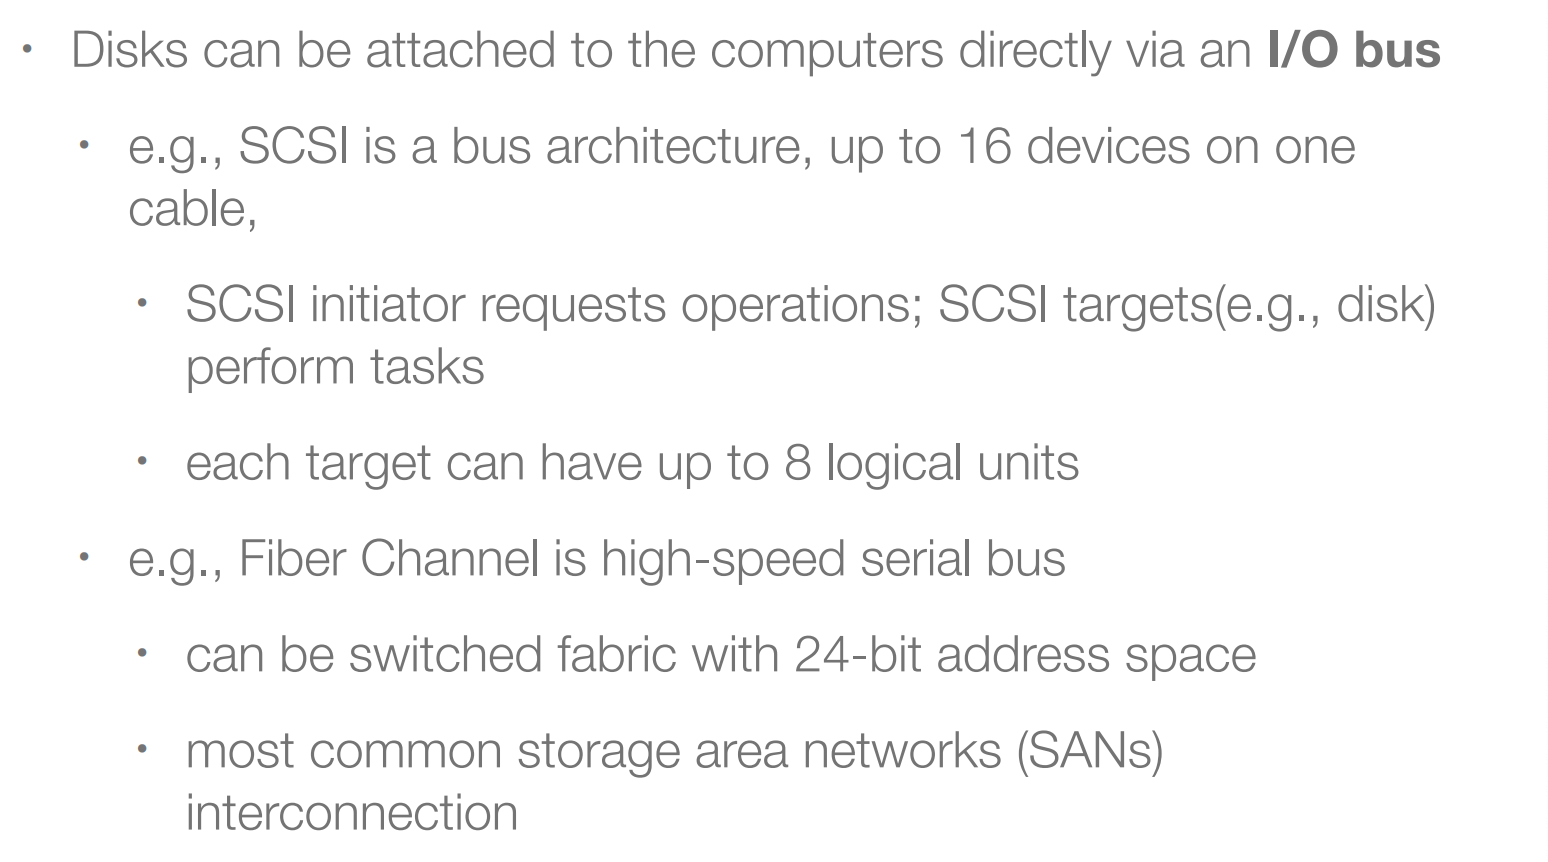 • Disks can be attached to the computers directly via an I/O bus
• e.g., SCSI is a bus architecture, up to 16 devices on one
cable,
• SCSI initiator requests operations; SCSI targets(e.g., disk)
perform tasks
• each target can have up to 8 logical units
• e.g., Fiber Channel is high-speed serial bus
• can be switched fabric with 24-bit address space
• most common storage area networks (SANs)
interconnection